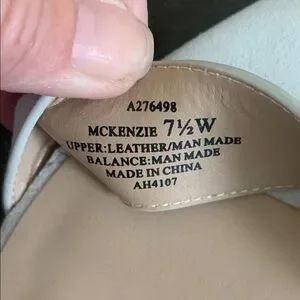 A276498
MCKENZIE 7½W
UPPER:LEATHER/MAN MADE
BALANCE:MAN MADE
MADE IN CHINA
AH4107